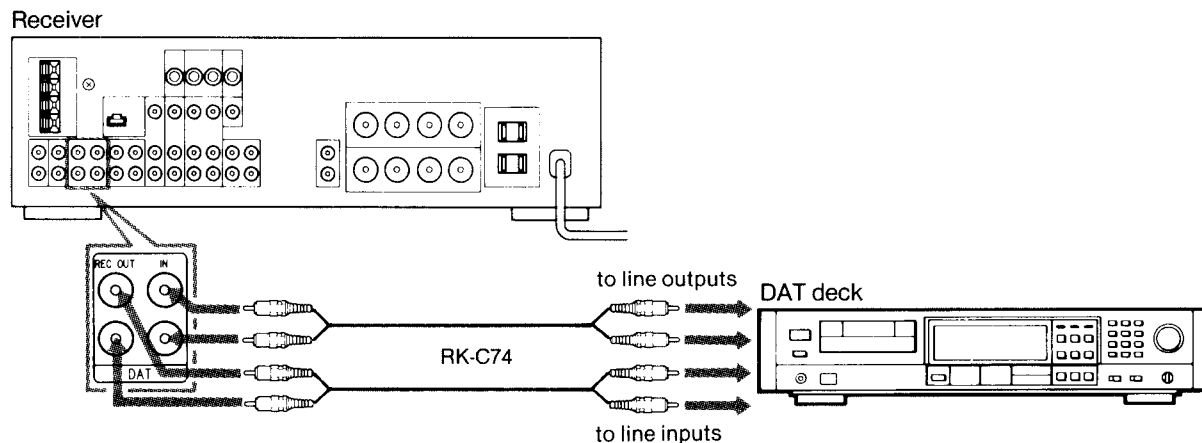 Receiver
REC OUT IN
DAT
to line outputs
DAT deck
RK-C74
to line inputs